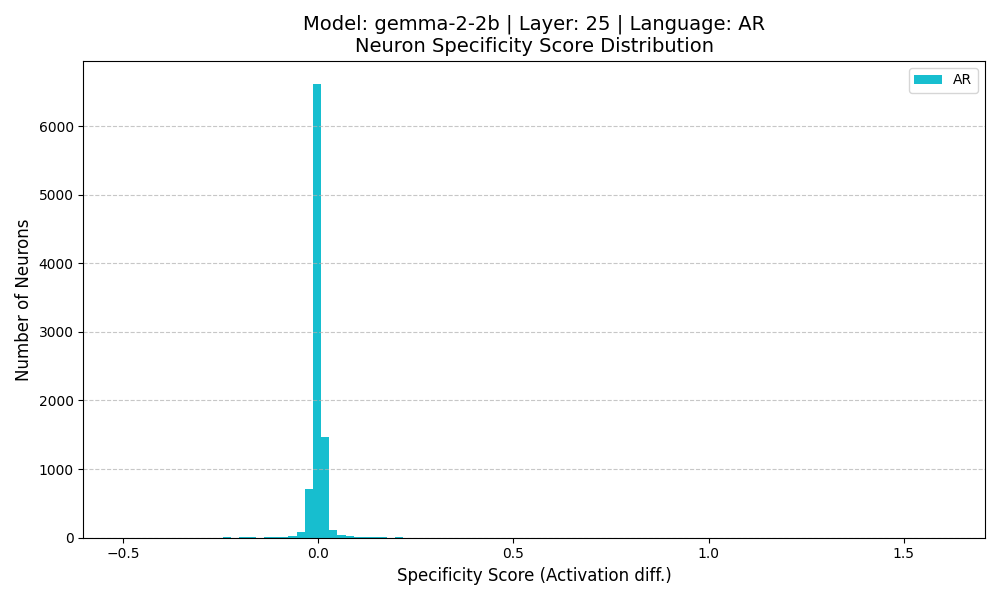 Model: gemma-2-2b | Layer: 25 | Language: AR
Neuron Specificity Score Distribution
AR
Number of Neurons
6000
5000
4000
3000
2000
1000
0
−0.5
0.0
0.5
1.0
1.5
Specificity Score (Activation diff.)